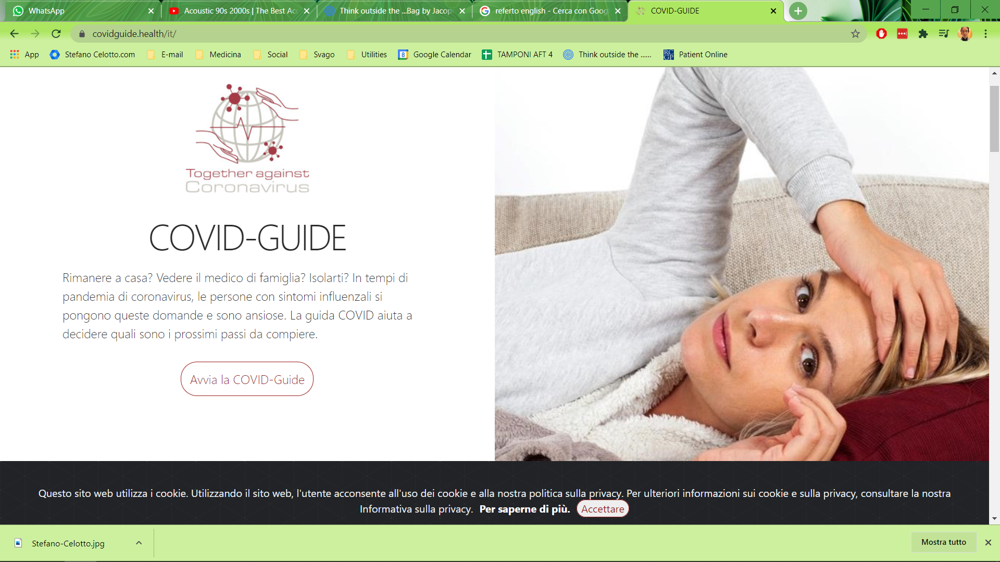 WhatsApp
Acoustic 90s 2000s | The Best Ac
Think outside the ...Bag by Jacop
referto english - Cerca con Goog
COVID-GUIDE
covidguide.health/it/
App
Stefano Celotto.com
E-mail
Medicina
Social
Svago
Utilities
8
Google Calendar
TAMPONI AFT 4
Think outside the ......
RC
GP
Patient Online
Together against
Coronavirus
COVID-GUIDE
Rimanere a casa? Vedere il medico di famiglia? Isolarti? In tempi di
pandemia di coronavirus, le persone con sintomi influenzali si
pongono queste domande e sono ansiose. La guida COVID aiuta a
decidere quali sono i prossimi passi da compiere.
Avvia la COVID-Guide
Questo sito web utilizza i cookie. Utilizzando il sito web, l'utente acconsente all'uso dei cookie e alla nostra politica sulla privacy. Per ulteriori informazioni sui cookie e sulla privacy, consultare la nostra
Informativa sulla privacy. Per saperne di più. Accettare
Stefano-Celotto.jpg
Mostra tutto